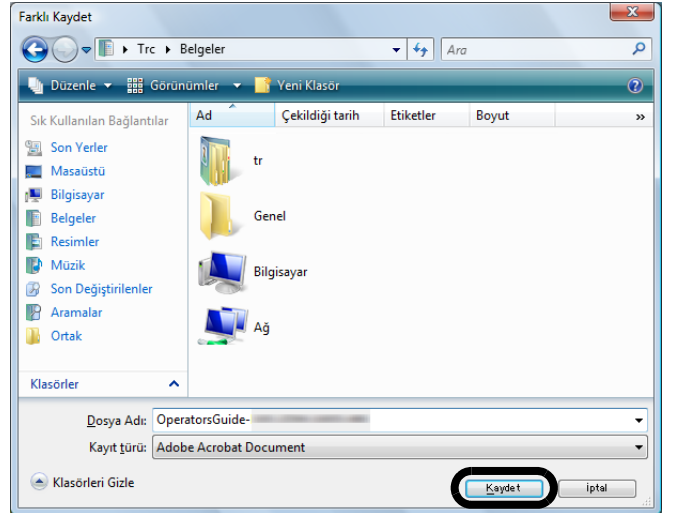 Farklı Kaydet
Trc Belgeler Ara
Düzenle Görünümler Yeni Klasör
Sık Kullanılan Bağlantılar
Son Yerler
Masaüstü
Bilgisayar
Belgeler
Resimler
Müzik
Son Değiştirilenler
Aramalar
Ortak
Klasörler
Ad Çekildiği tarih Etiketler Boyut »
tr
Genel
Bilgisayar
Ağ
Dosya Adı: OperatorsGuide-
Kayıt türü: Adobe Acrobat Document
Klasörleri Gizle Kaydet İptal